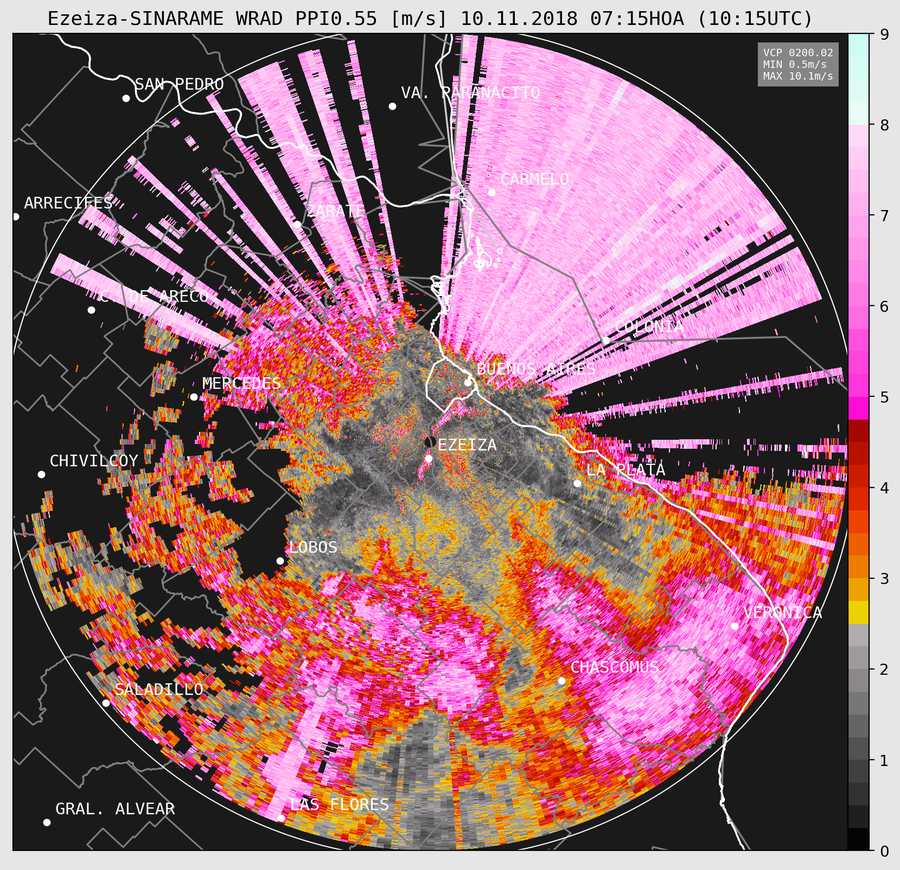 Ezeiza-SINARAME WRAD PPI0.55 [m/s] 10.11.2018 07:15HOA (10:15UTC)
VCP 0200.02
MIN 0.5m/s
MAX 10.1m/s
9
8
7
6
5
4
3
2
1
0
SAN PEDRO
VA. PARANACITO
CARMELO
ARRECIFES
ZARATE
COLONIA
BUENOS AIRES
MERCEDES
EZEIZA
CHIVILCOY
LA PLATA
LOBOS
VERONICA
CHASCOMUS
SALADILLO
LAS FLORES
GRAL. ALVEAR